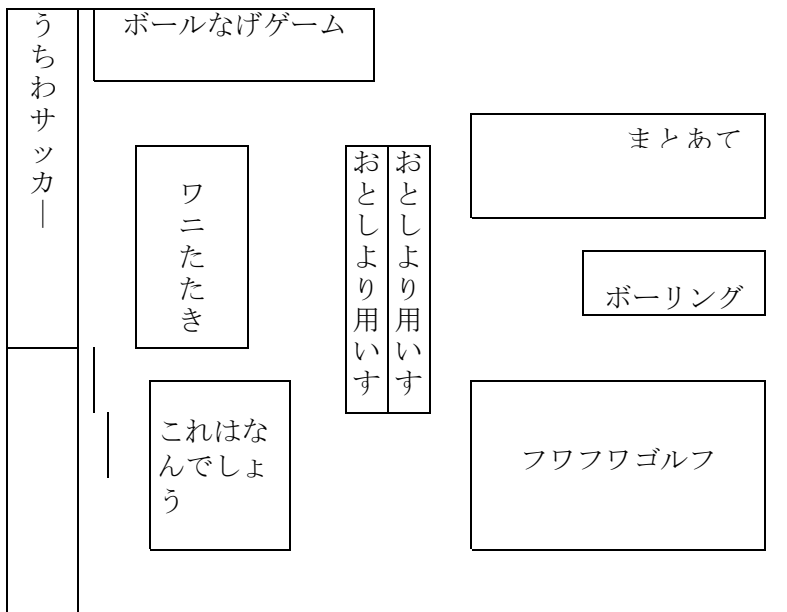 うちわサッカー
ボールなげゲーム
まとあて
ワニたたき
おとしより用いす
おとしより用いす
ボーリング
これはな
んでしょ
う
フワフワゴルフ